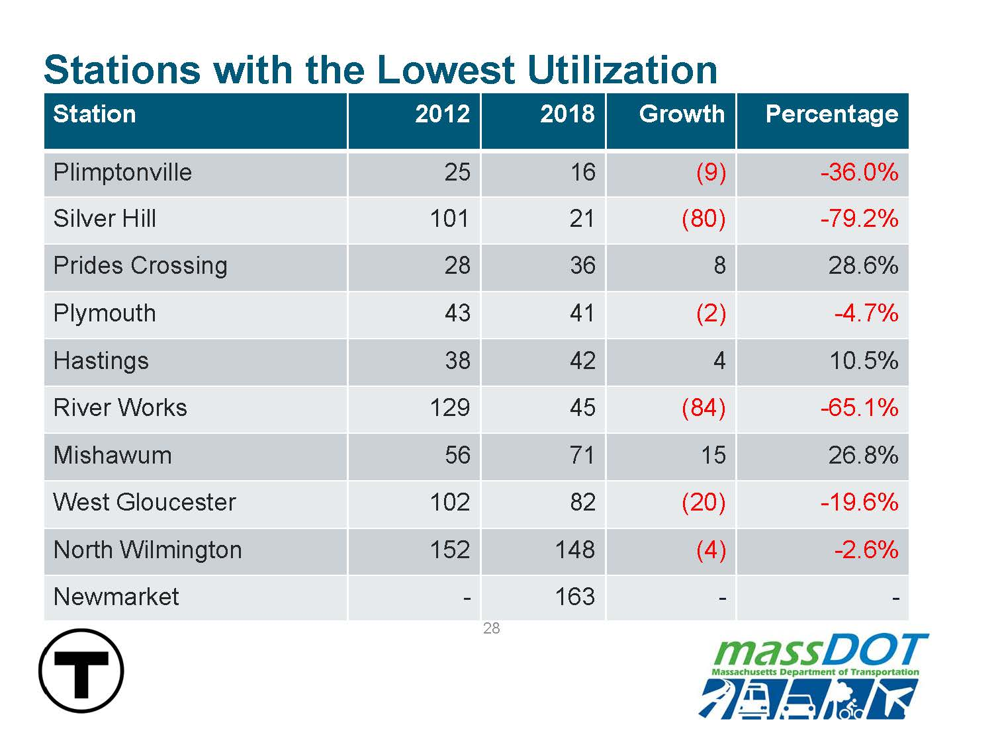 Stations with the Lowest Utilization
Station 2012 2018 Growth Percentage
Plimptonville 25 16 (9) -36.0%
Silver Hill 101 21 (80) -79.2%
Prides Crossing 28 36 8 28.6%
Plymouth 43 41 (2) -4.7%
Hastings 38 42 4 10.5%
River Works 129 45 (84) -65.1%
Mishawum 56 71 15 26.8%
West Gloucester 102 82 (20) -19.6%
North Wilmington 152 148 (4) -2.6%
Newmarket - 163 - -
28
T
massDOT
Massachusetts Department of Transportation